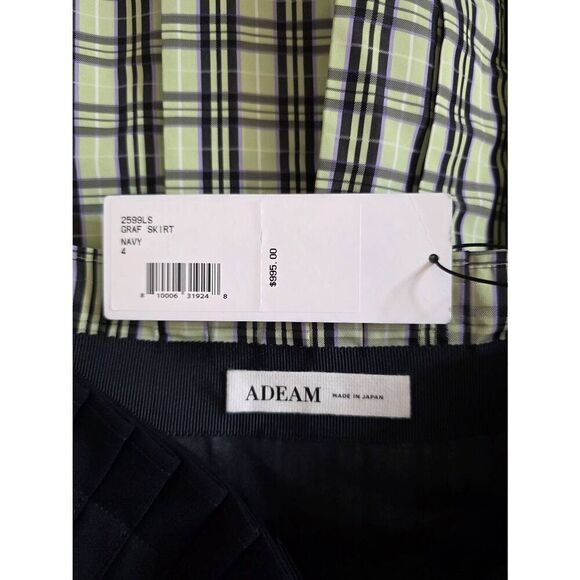 2599LS
GRAF SKIRT
NAVY
4
8 10006 31924 8
$995.00
ADEAM MADE IN JAPAN